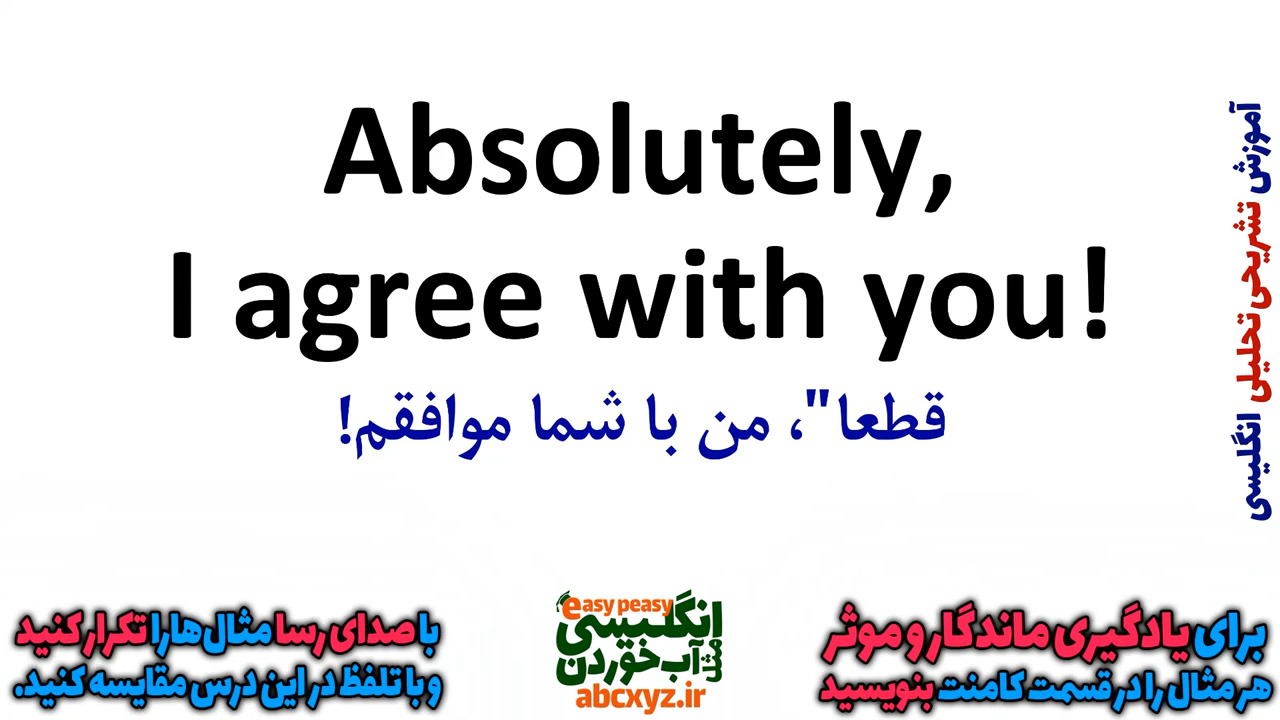 Absolutely,
I agree with you!
قطعا"، من با شما موافقم!
آموزش تشریحی تحلیلی انگلیسی
برای یادگیری ماندگار و موثر
هر مثال را در قسمت کامنت بنویسید
easy peasy
انگلیسی
مثل آب خوردن
abcxyz.ir
با صدای رسا مثال‌ها را تکرار کنید
و با تلفظ در این درس مقایسه کنید.